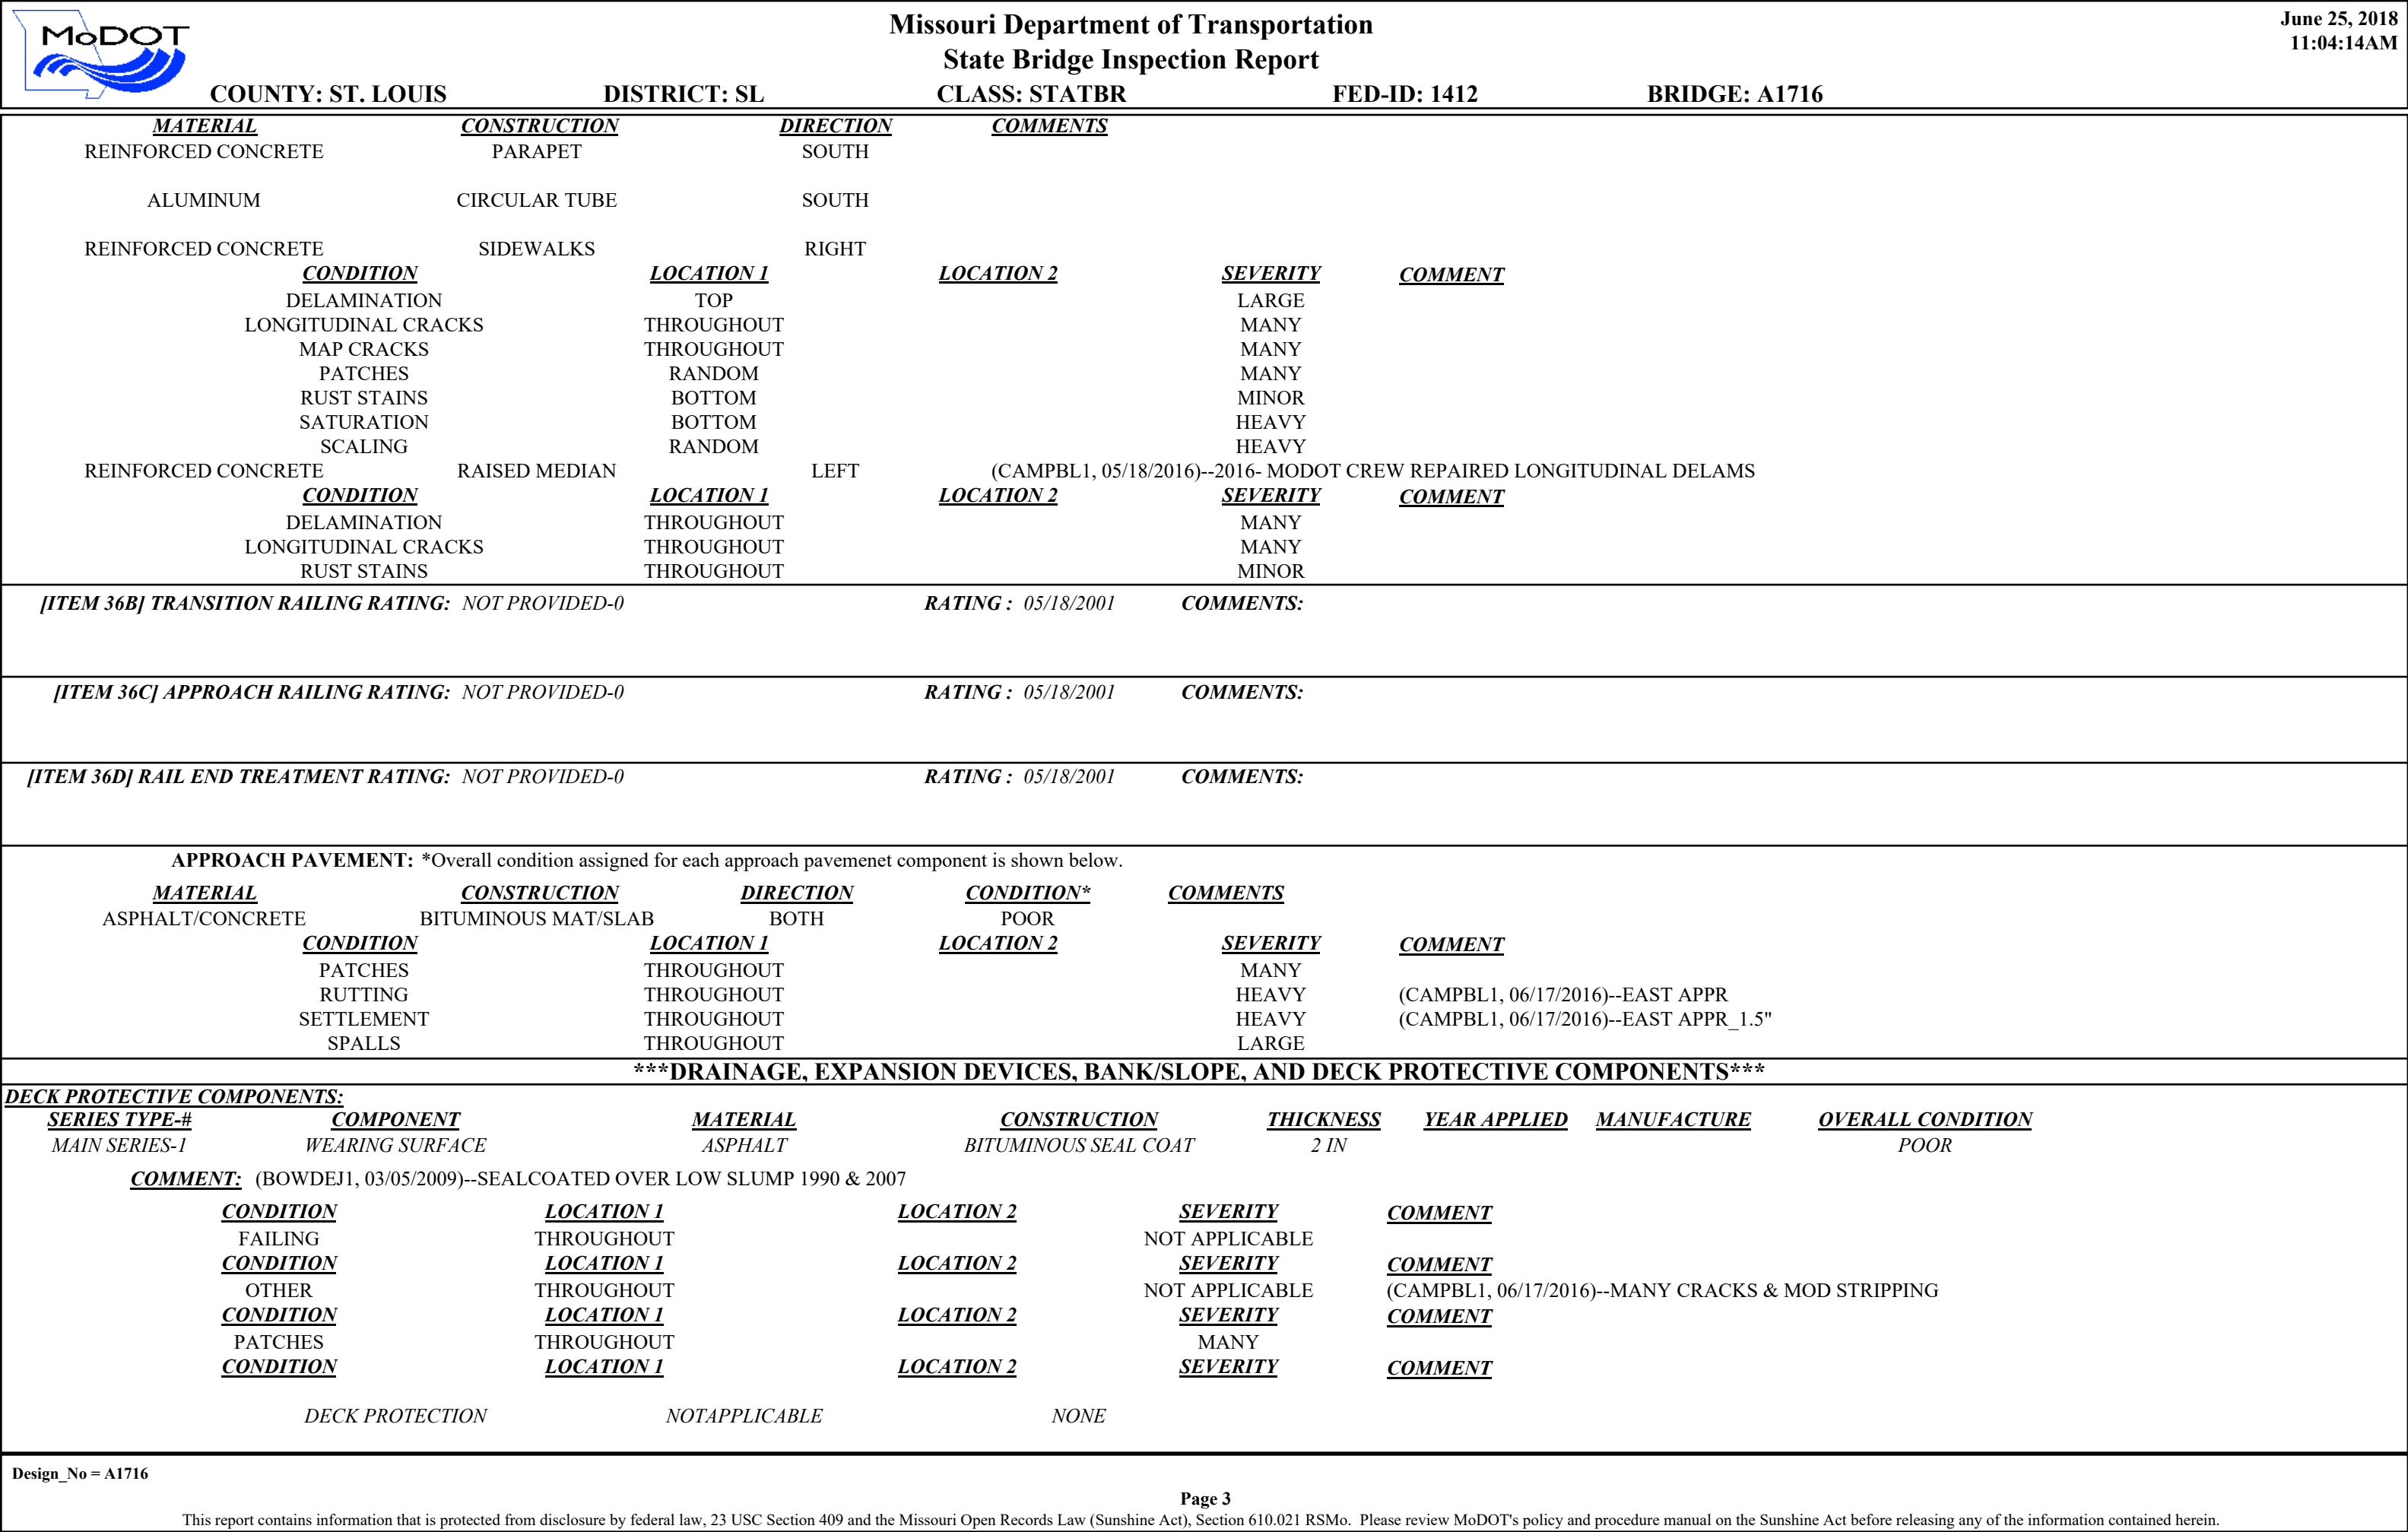 MoDOT
Missouri Department of Transportation
State Bridge Inspection Report
June 25, 2018
11:04:14AM
COUNTY: ST. LOUIS DISTRICT: SL CLASS: STATBR FED-ID: 1412 BRIDGE: A1716
MATERIAL CONSTRUCTION DIRECTION COMMENTS
REINFORCED CONCRETE PARAPET SOUTH
ALUMINUM CIRCULAR TUBE SOUTH
REINFORCED CONCRETE SIDEWALKS RIGHT
CONDITION LOCATION 1 LOCATION 2 SEVERITY COMMENT
DELAMINATION TOP LARGE
LONGITUDINAL CRACKS THROUGHOUT MANY
MAP CRACKS THROUGHOUT MANY
PATCHES RANDOM MANY
RUST STAINS BOTTOM MINOR
SATURATION BOTTOM HEAVY
SCALING RANDOM HEAVY
REINFORCED CONCRETE RAISED MEDIAN LEFT (CAMPBL1, 05/18/2016)--2016- MODOT CREW REPAIRED LONGITUDINAL DELAMS
CONDITION LOCATION 1 LOCATION 2 SEVERITY COMMENT
DELAMINATION THROUGHOUT MANY
LONGITUDINAL CRACKS THROUGHOUT MANY
RUST STAINS THROUGHOUT MINOR
[ITEM 36B] TRANSITION RAILING RATING: NOT PROVIDED-0 RATING : 05/18/2001 COMMENTS:
[ITEM 36C] APPROACH RAILING RATING: NOT PROVIDED-0 RATING : 05/18/2001 COMMENTS:
[ITEM 36D] RAIL END TREATMENT RATING: NOT PROVIDED-0 RATING : 05/18/2001 COMMENTS:
APPROACH PAVEMENT: *Overall condition assigned for each approach pavemenet component is shown below.
MATERIAL CONSTRUCTION DIRECTION CONDITION* COMMENTS
ASPHALT/CONCRETE BITUMINOUS MAT/SLAB BOTH POOR
CONDITION LOCATION 1 LOCATION 2 SEVERITY COMMENT
PATCHES THROUGHOUT MANY
RUTTING THROUGHOUT HEAVY (CAMPBL1, 06/17/2016)--EAST APPR
SETTLEMENT THROUGHOUT HEAVY (CAMPBL1, 06/17/2016)--EAST APPR_1.5"
SPALLS THROUGHOUT LARGE
***DRAINAGE, EXPANSION DEVICES, BANK/SLOPE, AND DECK PROTECTIVE COMPONENTS***
DECK PROTECTIVE COMPONENTS:
SERIES TYPE-# COMPONENT MATERIAL CONSTRUCTION THICKNESS YEAR APPLIED MANUFACTURE OVERALL CONDITION
MAIN SERIES-1 WEARING SURFACE ASPHALT BITUMINOUS SEAL COAT 2 IN POOR
COMMENT: (BOWDEJ1, 03/05/2009)--SEALCOATED OVER LOW SLUMP 1990 & 2007
CONDITION LOCATION 1 LOCATION 2 SEVERITY COMMENT
FAILING THROUGHOUT NOT APPLICABLE
CONDITION LOCATION 1 LOCATION 2 SEVERITY COMMENT
OTHER THROUGHOUT NOT APPLICABLE (CAMPBL1, 06/17/2016)--MANY CRACKS & MOD STRIPPING
CONDITION LOCATION 1 LOCATION 2 SEVERITY COMMENT
PATCHES THROUGHOUT MANY
CONDITION LOCATION 1 LOCATION 2 SEVERITY COMMENT
DECK PROTECTION NOTAPPLICABLE NONE
Design_No = A1716
Page 3
This report contains information that is protected from disclosure by federal law, 23 USC Section 409 and the Missouri Open Records Law (Sunshine Act), Section 610.021 RSMo. Please review MoDOT's policy and procedure manual on the Sunshine Act before releasing any of the information contained herein.